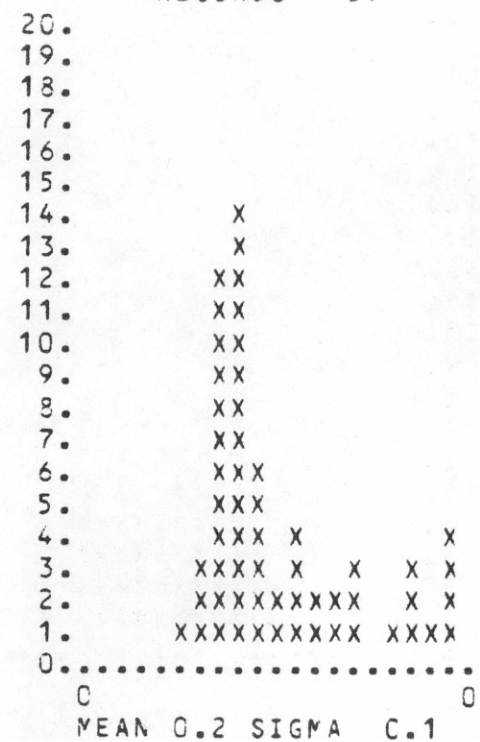 20.
19.
18.
17.
16.
15.
14.        X
13.        X
12.       XX
11.       XX
10.       XX
9.       XX
8.       XX
7.       XX
6.       XXX
5.       XXX
4.       XXX X       X
3.      XXXX X  X  X X
2.      XXXXXXXXX  X X
1.     XXXXXXXXXX XXXX
0......................
0                   0
MEAN 0.2 SIGMA  C.1